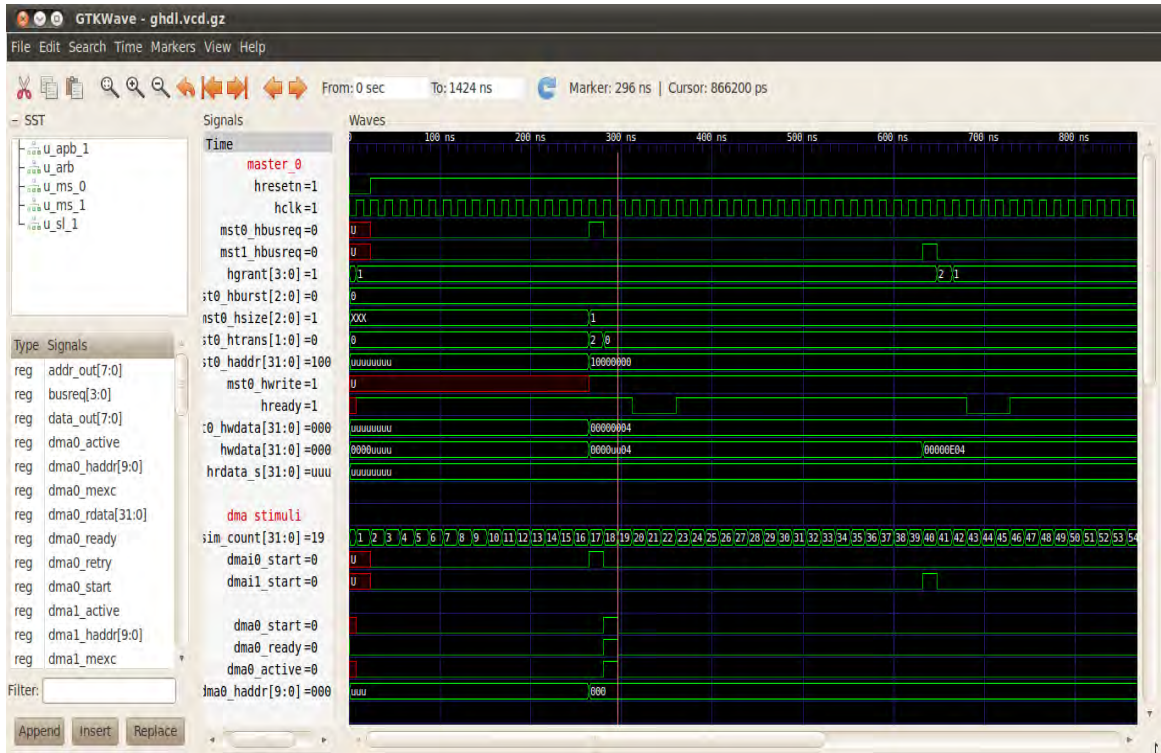 GTKWave - ghdl.vcd.gz
File Edit Search Time Markers View Help
From: 0 sec To: 1424 ns Marker: 296 ns | Cursor: 866200 ps
SST
u_apb_1
u_arb
u_ms_0
u_ms_1
u_sl_1
Type Signals
reg addr_out[7:0]
reg busreq[3:0]
reg data_out[7:0]
reg dma0_active
reg dma0_haddr[9:0]
reg dma0_mexc
reg dma0_rdata[31:0]
reg dma0_ready
reg dma0_retry
reg dma0_start
reg dma1_active
reg dma1_haddr[9:0]
reg dma1_mexc
Filter:
Append Insert Replace
Signals
Time
master_0
hresetn=1
hclk=1
mst0_hbusreq=0
mst1_hbusreq=0
hgrant[3:0]=1
st0_hburst[2:0]=0
nst0_hsize[2:0]=1
st0_htrans[1:0]=0
st0_haddr[31:0]=100
mst0_hwrite=1
hready=1
t0_hwdata[31:0]=000
hwdata[31:0]=000
hrdata_s[31:0]=uuu
dma stimuli
sim_count[31:0]=19
dmai0_start=0
dmai1_start=0
dma0_start=0
dma0_ready=0
dma0_active=0
dma0_haddr[9:0]=000
Waves
0 100 ns 200 ns 300 ns 400 ns 500 ns 600 ns 700 ns 800 ns
U
U
1 2 1
0
XXX 1
0 2 0
uuuuuuuu 10000000
U
uuuuuuuu 00000004
0000uuuu 0000uu04 00000E04
uuuuuuuu
1 2 3 4 5 6 7 8 9 10 11 12 13 14 15 16 17 18 19 20 21 22 23 24 25 26 27 28 29 30 31 32 33 34 35 36 37 38 39 40 41 42 43 44 45 46 47 48 49 50 51 52 53 54
U
U
uuu 000